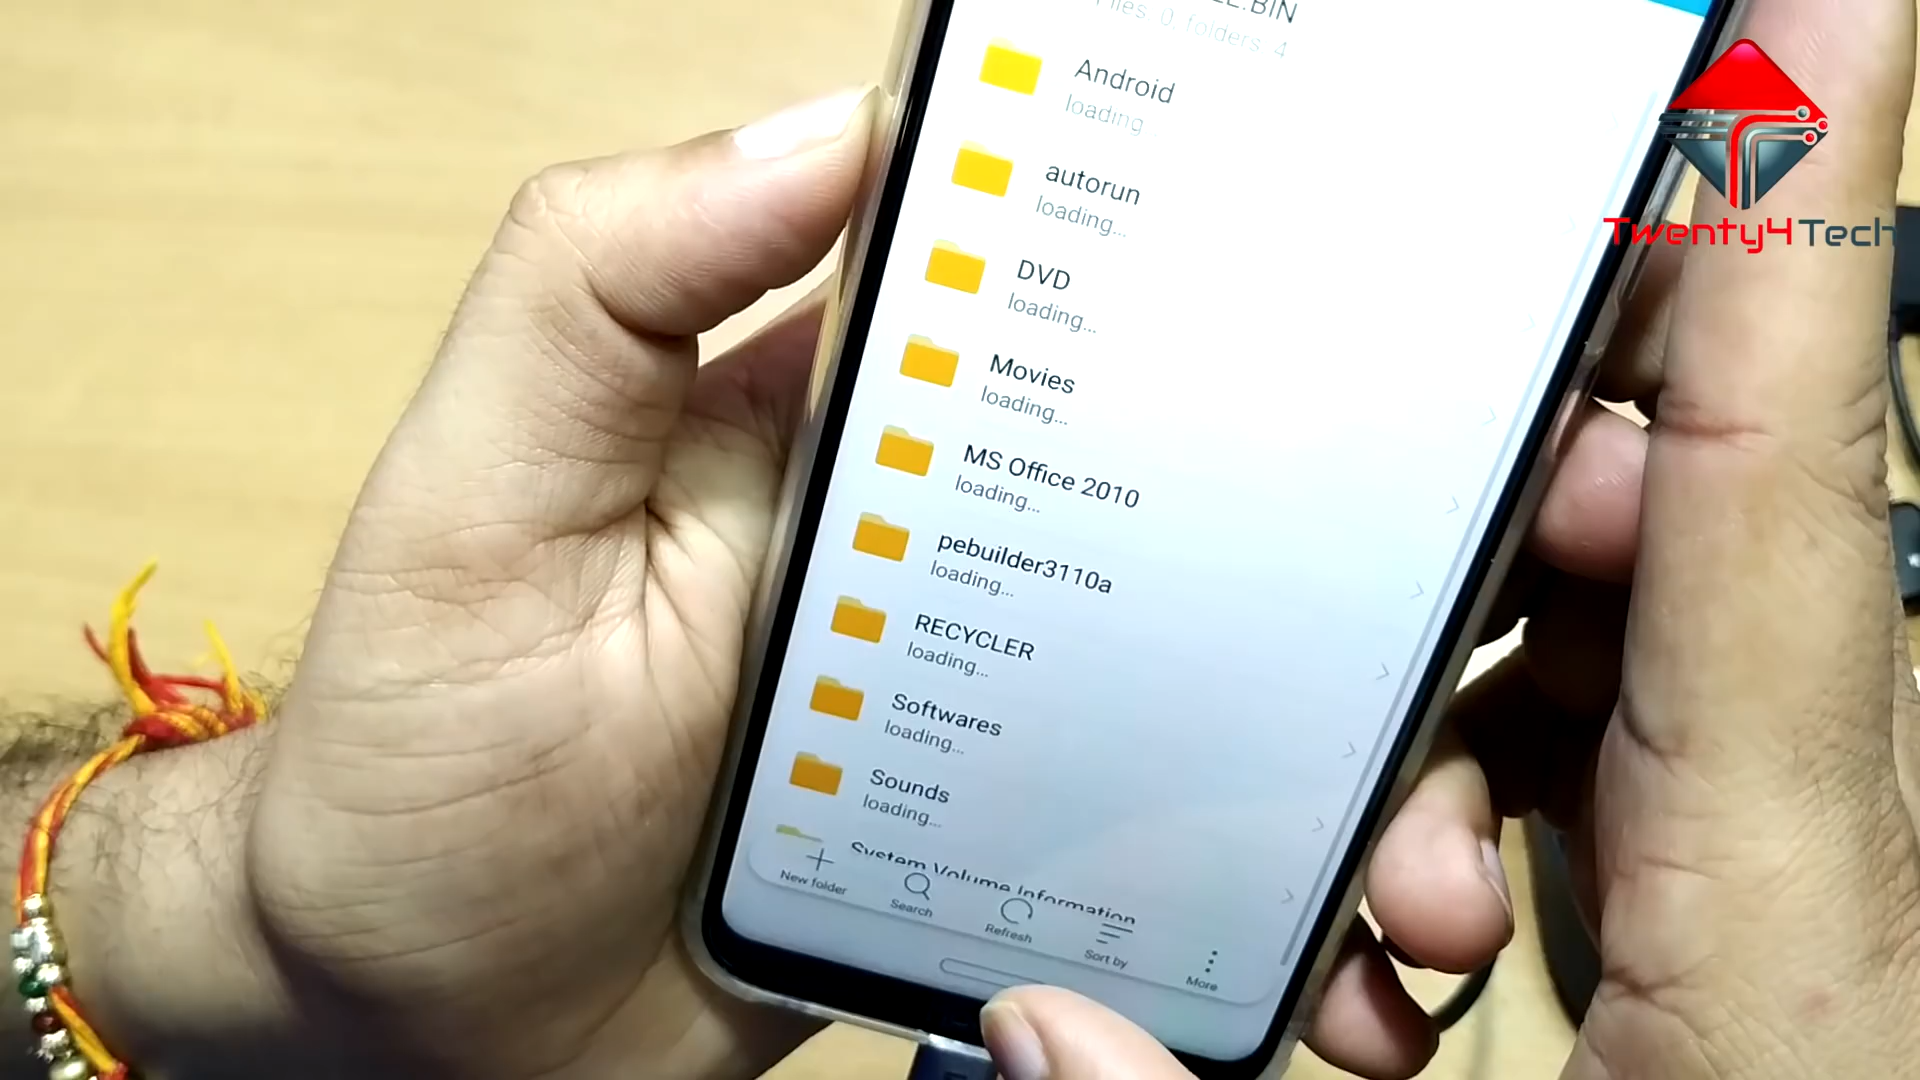 .BIN
Files, 0, folders, 4
Android
loading...
autorun
loading...
DVD
loading...
Movies
loading...
MS Office 2010
loading...
pebuilder3110a
loading...
RECYCLER
loading...
Softwares
loading...
Sounds
loading...
System Volume Information
New folder
Search
Refresh
Sort by
More
Twenty4Tech